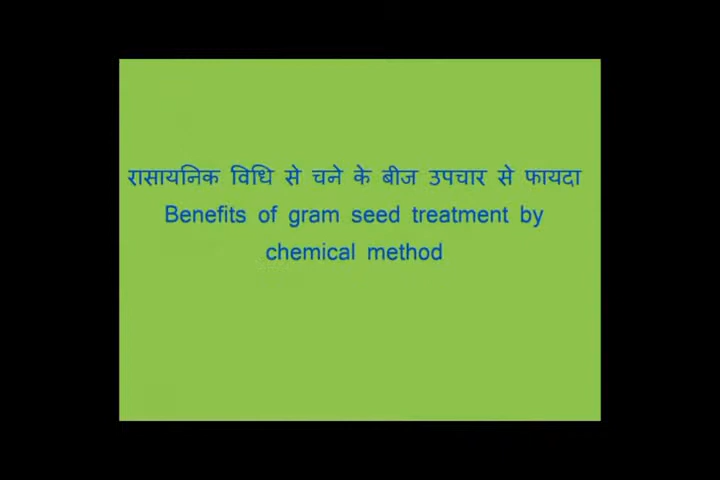 रासायनिक विधि से चने के बीज उपचार से फायदा
Benefits of gram seed treatment by
chemical method